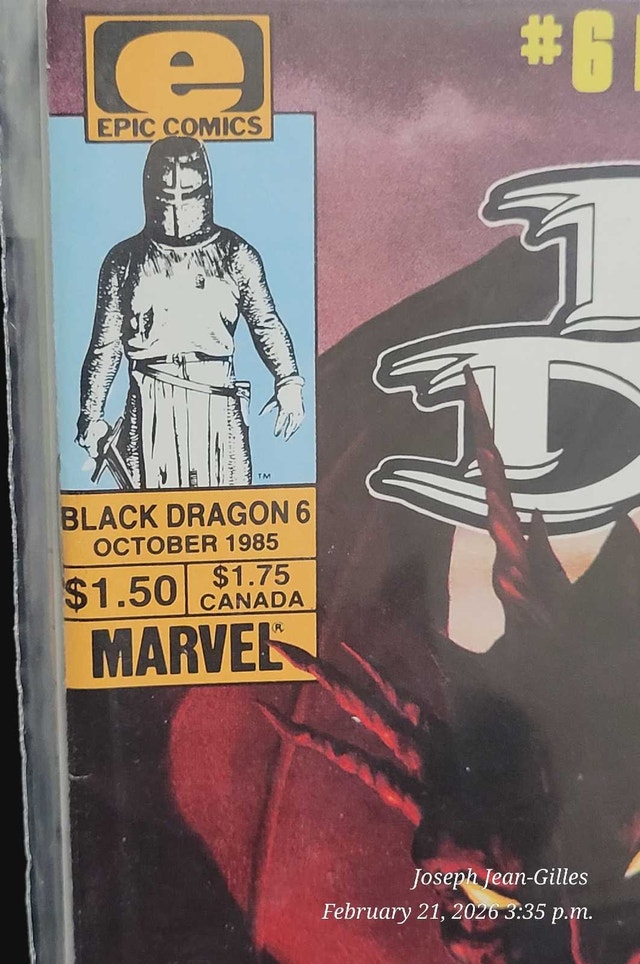 e
EPIC COMICS
#6
TM
BLACK DRAGON 6
OCTOBER 1985
$1.50
$1.75
CANADA
MARVEL®
D
Joseph Jean-Gilles
February 21, 2026 3:35 p.m.